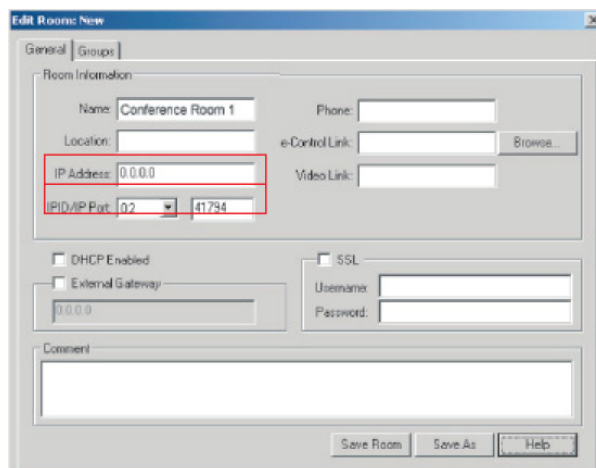 Edit Room: New
General Groups
Room Information
Name: Conference Room 1 Phone:
Location: e-Control Link: Browse...
IP Address: 0.0.0.0 Video Link:
IPID/IP Port: 02 41794
DHCP Enabled SSL
External Gateway Username:
0.0.0.0 Password:
Comment
Save Room Save As Help